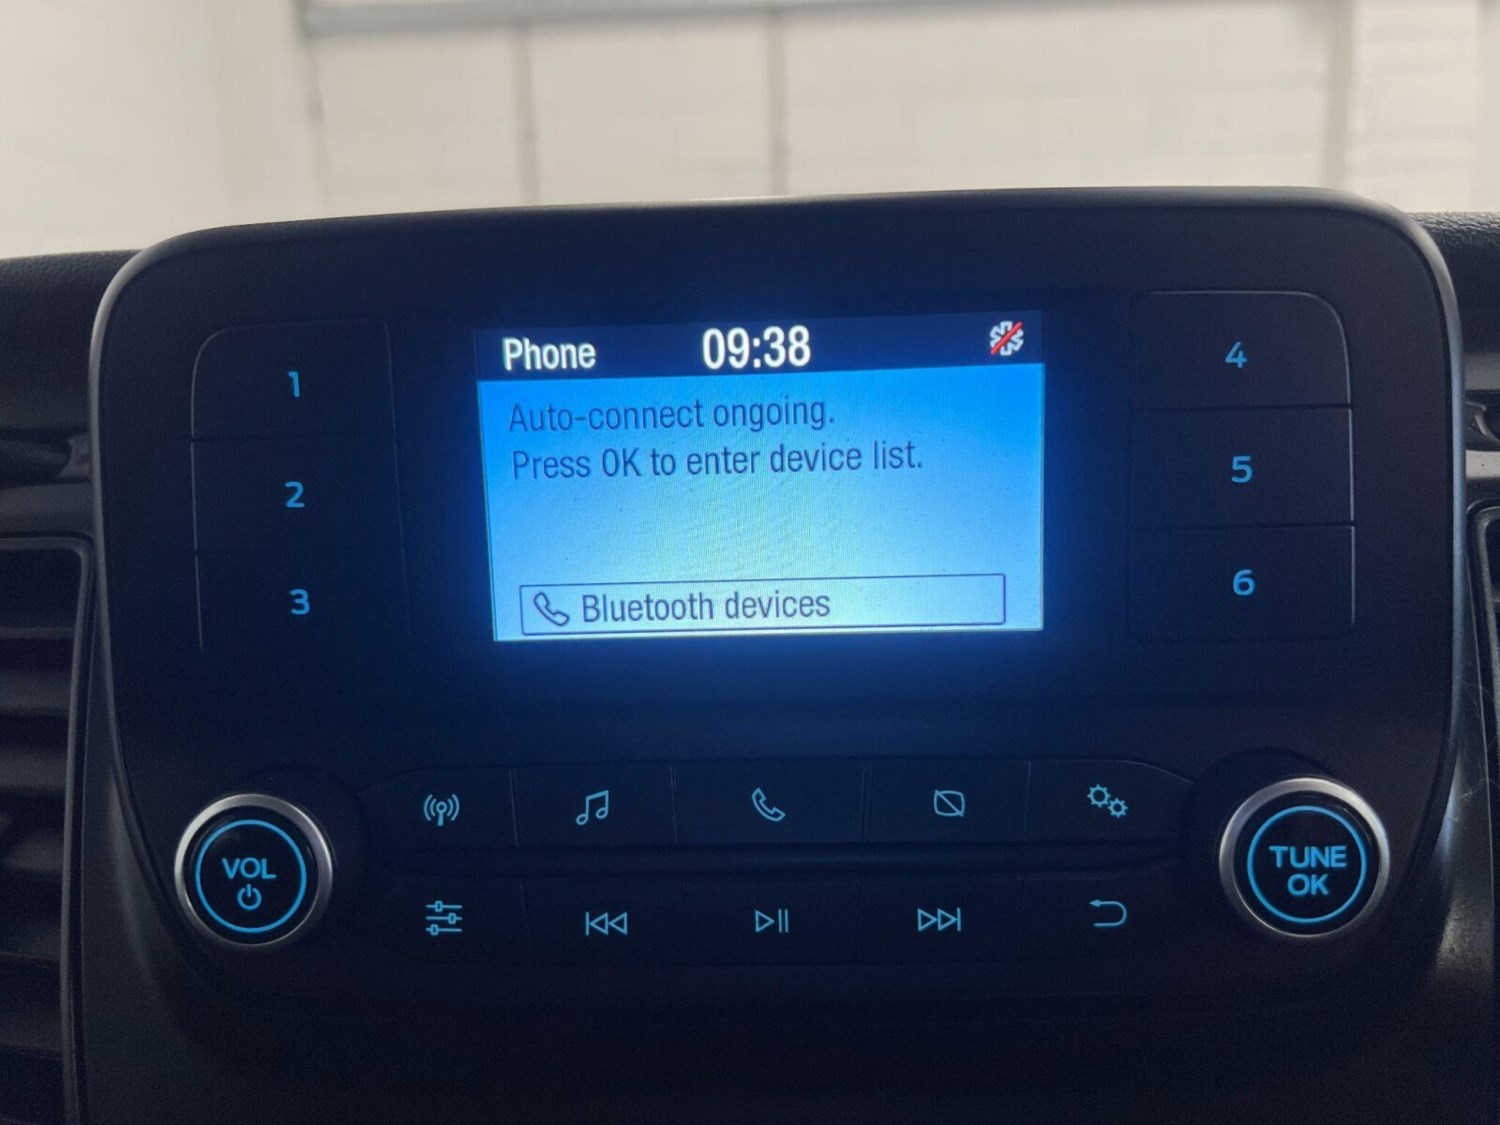 Phone 09:38
Auto-connect ongoing.
Press OK to enter device list.
Bluetooth devices
1
2
3
4
5
6
VOL
TUNE
OK